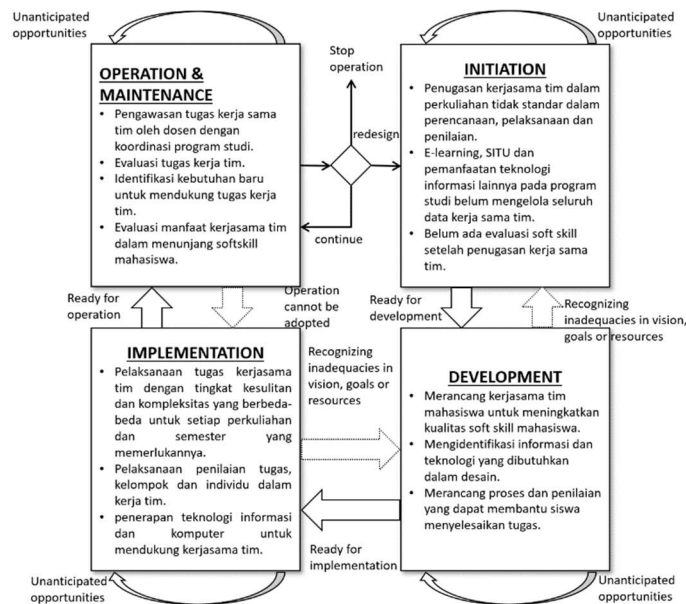 Unanticipated
opportunities
Unanticipated
opportunities
OPERATION &
MAINTENANCE
• Pengawasan tugas kerja sama
tim oleh dosen dengan
koordinasi program studi.
• Evaluasi tugas kerja tim.
• Identifikasi kebutuhan baru
untuk mendukung tugas kerja
tim.
• Evaluasi manfaat kerjasama tim
dalam menunjang softskill
mahasiswa.
Stop
operation
redesign
continue
INITIATION
• Penugasan kerjasama tim dalam
perkuliahan tidak standar dalam
perencanaan, pelaksanaan dan
penilaian.
• E-learning, SITU dan
pemanfaatan teknologi
informasi lainnya pada program
studi belum mengelola seluruh
data kerja sama tim.
• Belum ada evaluasi soft skill
setelah penugasan kerja sama
tim.
Ready for
operation
Operation
cannot be
adopted
Ready for
development
Recognizing
inadequacies in vision,
goals or resources
IMPLEMENTATION
• Pelaksanaan tugas kerjasama
tim dengan tingkat kesulitan
dan kompleksitas yang berbeda-
beda untuk setiap perkuliahan
dan semester yang
memerlukannya.
• Pelaksanaan penilaian tugas,
kelompok dan individu dalam
kerja tim.
• penerapan teknologi informasi
dan komputer untuk
mendukung kerjasama tim.
Recognizing
inadequacies in
vision, goals or
resources
Ready for
implementation
DEVELOPMENT
• Merancang kerjasama tim
mahasiswa untuk meningkatkan
kualitas soft skill mahasiswa.
• Mengidentifikasi informasi dan
teknologi yang dibutuhkan
dalam desain.
• Merancang proses dan penilaian
yang dapat membantu siswa
menyelesaikan tugas.
Unanticipated
opportunities
Unanticipated
opportunities